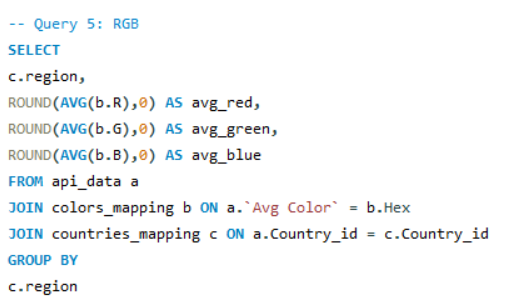 -- Query 5: RGB
SELECT
c.region,
ROUND(AVG(b.R),0) AS avg_red,
ROUND(AVG(b.G),0) AS avg_green,
ROUND(AVG(b.B),0) AS avg_blue
FROM api_data a
JOIN colors_mapping b ON a.`Avg Color` = b.Hex
JOIN countries_mapping c ON a.Country_id = c.Country_id
GROUP BY
c.region